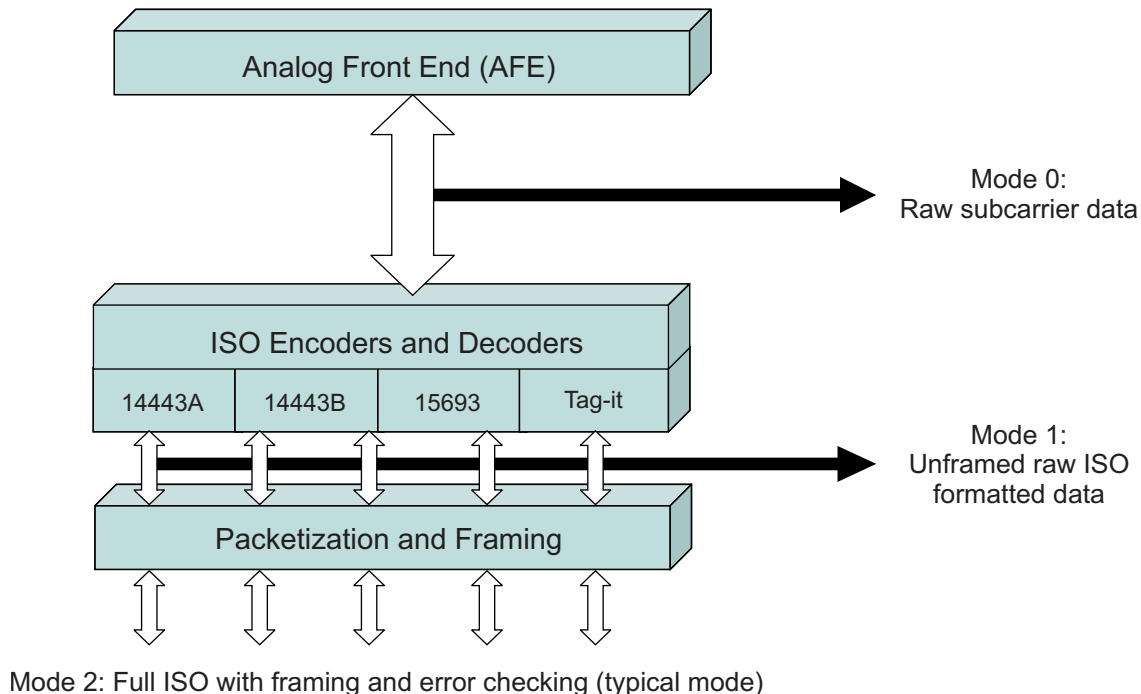 Analog Front End (AFE)
Mode 0:
Raw subcarrier data
ISO Encoders and Decoders
14443A
14443B
15693
Tag-it
Mode 1:
Unframed raw ISO
formatted data
Packetization and Framing
Mode 2: Full ISO with framing and error checking (typical mode)